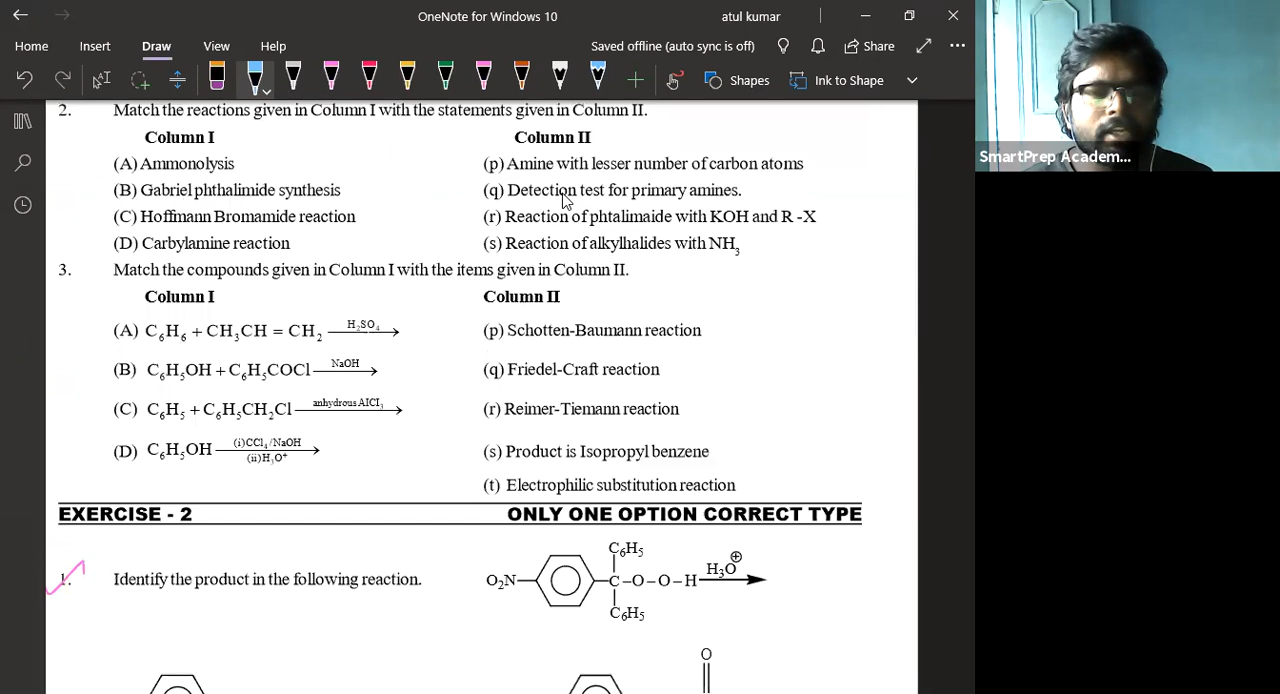 OneNote for Windows 10
atul kumar
Home Insert Draw View Help
Saved offline (auto sync is off)
Share
Shapes
Ink to Shape
SmartPrep Academ...
2. Match the reactions given in Column I with the statements given in Column II.
Column I Column II
(A) Ammonolysis (p) Amine with lesser number of carbon atoms
(B) Gabriel phthalimide synthesis (q) Detection test for primary amines.
(C) Hoffmann Bromamide reaction (r) Reaction of phtalimaide with KOH and R -X
(D) Carbylamine reaction (s) Reaction of alkylhalides with NH3
3. Match the compounds given in Column I with the items given in Column II.
Column I Column II
(A) C6H6 + CH3CH = CH2 H2SO4 → (p) Schotten-Baumann reaction
(B) C6H5OH + C6H5COCl NaOH → (q) Friedel-Craft reaction
(C) C6H5 + C6H5CH2Cl anhydrous AlCl3 → (r) Reimer-Tiemann reaction
(D) C6H5OH (i)CCl4/NaOH (ii)H3O+ → (s) Product is Isopropyl benzene
(t) Electrophilic substitution reaction
EXERCISE - 2 ONLY ONE OPTION CORRECT TYPE
C6H5
1. Identify the product in the following reaction. O2N C–O–O–H H3O⊕
C6H5
O